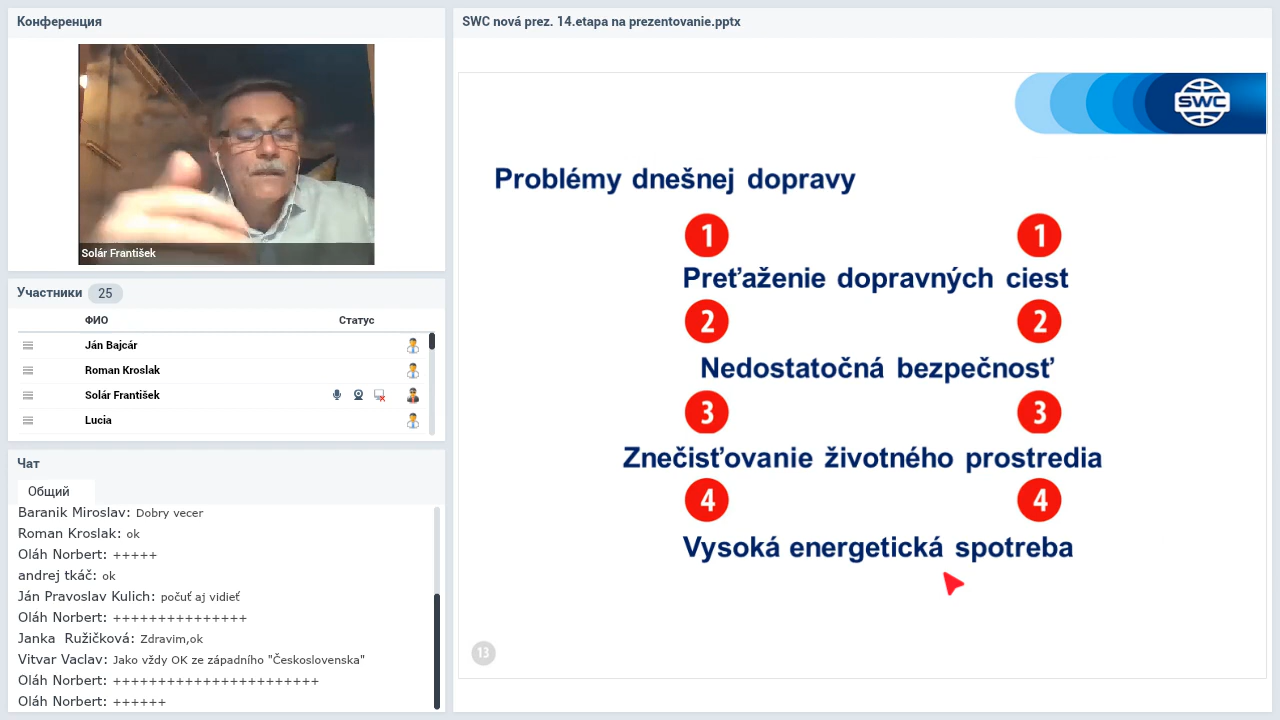 Конференция
Solár František
Участники 25
ФИО Статус
Ján Bajcár
Roman Kroslak
Solár František
Lucia
Чат
Общий
Baranik Miroslav: Dobry vecer
Roman Kroslak: ok
Oláh Norbert: +++++
andrej tkáč: ok
Ján Pravoslav Kulich: počuť aj vidieť
Oláh Norbert: +++++++++++++++
Janka Ružičková: Zdravim,ok
Vitvar Vaclav: Jako vždy OK ze západního "Československa"
Oláh Norbert: +++++++++++++++++++++++
Oláh Norbert: ++++++
SWC nová prez. 14.etapa na prezentovanie.pptx
SWC
Problémy dnešnej dopravy
1 1
Preťaženie dopravných ciest
2 2
Nedostatočná bezpečnosť
3 3
Znečisťovanie životného prostredia
4 4
Vysoká energetická spotreba
13